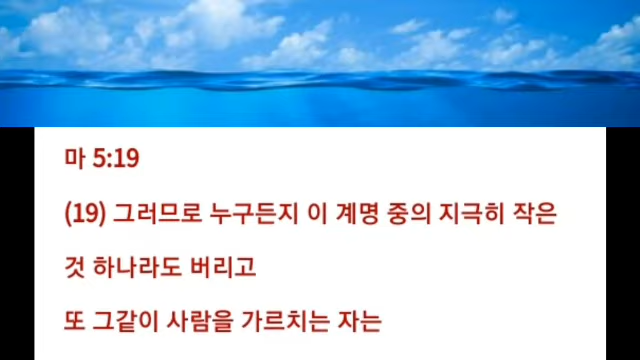 마 5:19
(19) 그러므로 누구든지 이 계명 중의 지극히 작은
것 하나라도 버리고
또 그같이 사람을 가르치는 자는